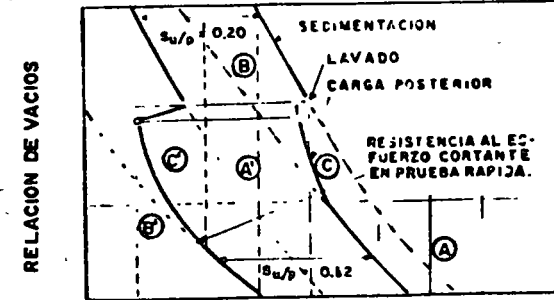 RELACION DE VACIOS
SEDIMENTACION
su/p = 0.20
LAVADO
B
CARGA POSTERIOR
RESISTENCIA AL ES-
FUERZO CORTANTE
EN PRUEBA RAPIDA.
C'
A'
C
B'
A
su/p = 0.82